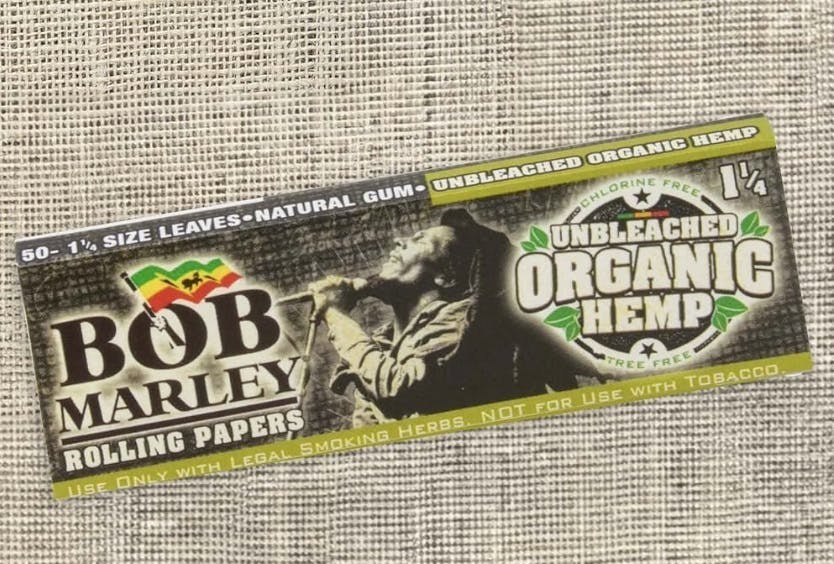 50- 1¼ SIZE LEAVES•NATURAL GUM•
UNBLEACHED ORGANIC HEMP
1¼
BOB
MARLEY
ROLLING PAPERS
CHLORINE FREE
UNBLEACHED
ORGANIC
HEMP
TREE FREE
USE ONLY WITH LEGAL SMOKING HERBS. NOT FOR USE WITH TOBACCO.